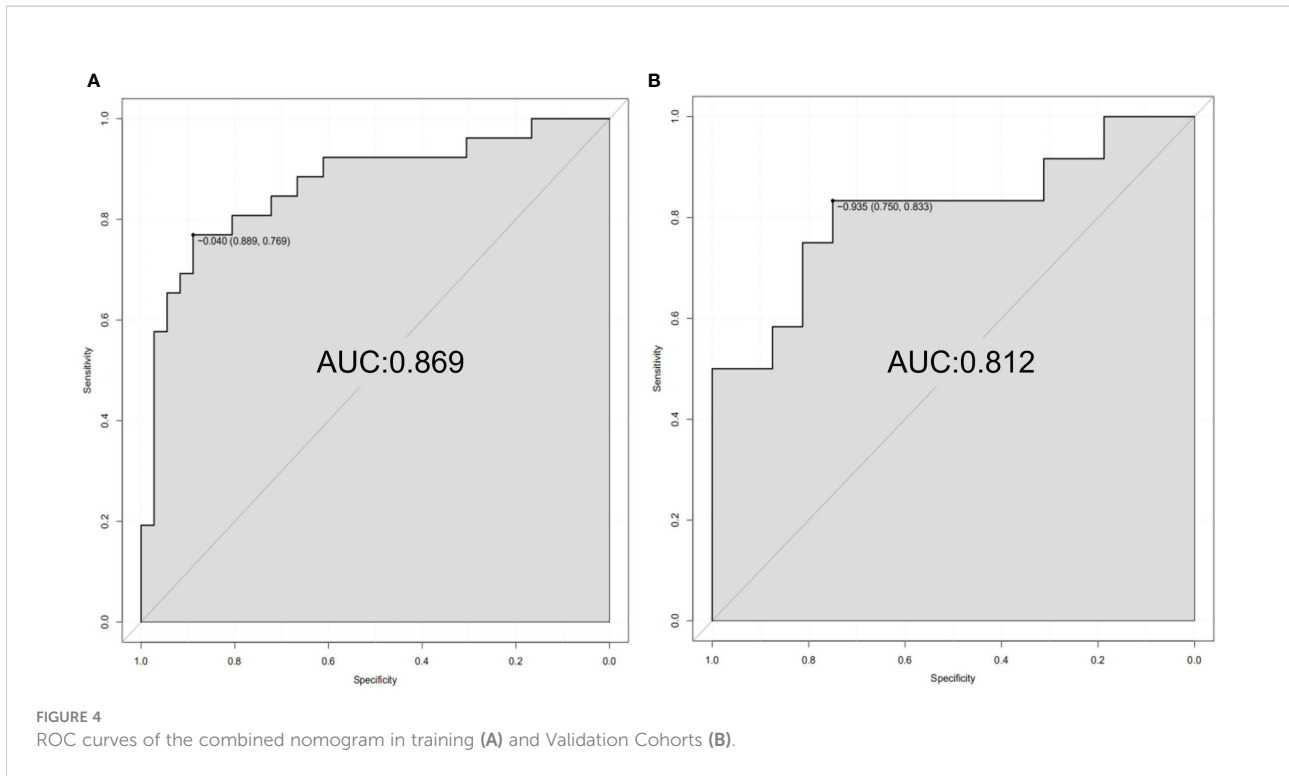 A
1.0
0.8
0.6
0.4
0.2
0.0
Sensitivity
−0.040 (0.889, 0.769)
AUC:0.869
1.0
0.8
0.6
0.4
0.2
0.0
Specificity
B
1.0
0.8
0.6
0.4
0.2
0.0
Sensitivity
−0.935 (0.750, 0.833)
AUC:0.812
1.0
0.8
0.6
0.4
0.2
0.0
Specificity
FIGURE 4
ROC curves of the combined nomogram in training (A) and Validation Cohorts (B).